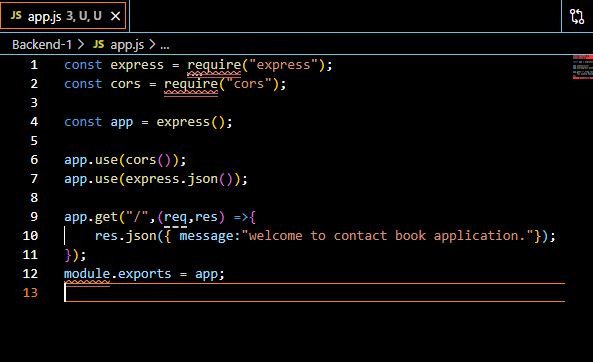 JS app.js 3, U, U ×
Backend-1 > JS app.js > ...
1 const express = require("express");
2 const cors = require("cors");
3
4 const app = express();
5
6 app.use(cors());
7 app.use(express.json());
8
9 app.get("/",(req,res) =>{
10 res.json({ message:"welcome to contact book application."});
11 });
12 module.exports = app;
13